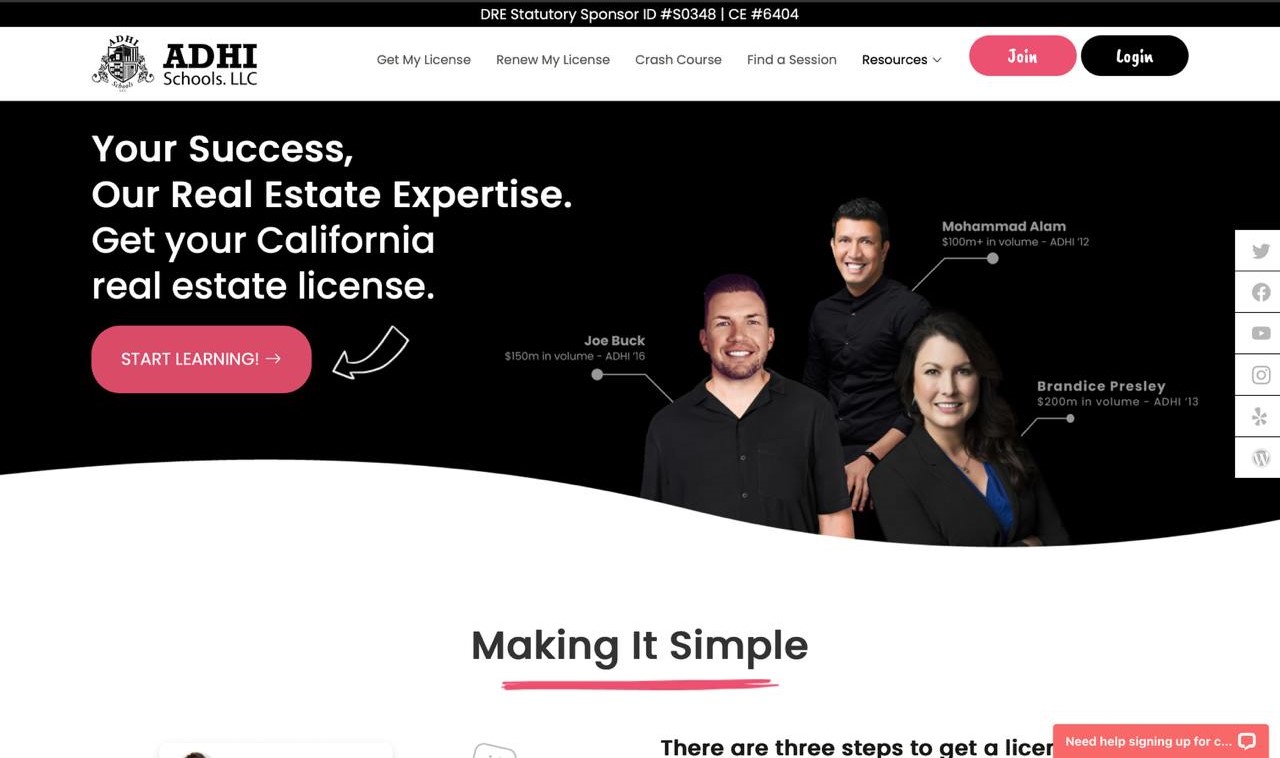 DRE Statutory Sponsor ID #S0348 | CE #6404
ADHI
Schools
ADHI
Schools. LLC
Get My License
Renew My License
Crash Course
Find a Session
Resources
Join
Login
Your Success,
Our Real Estate Expertise.
Get your California
real estate license.
START LEARNING! →
Mohammad Alam
$100m+ in volume - ADHI '12
Joe Buck
$150m in volume - ADHI '16
Brandice Presley
$200m in volume - ADHI '13
Making It Simple
There are three steps to get a licen
Need help signing up for c...